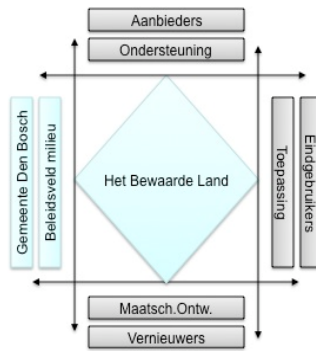 Aanbieders
Ondersteuning
Gemeente Den Bosch
Beleidsveld milieu
Het Bewaarde Land
Toepassing
Eindgebruikers
Maatsch.Ontw.
Vernieuwers